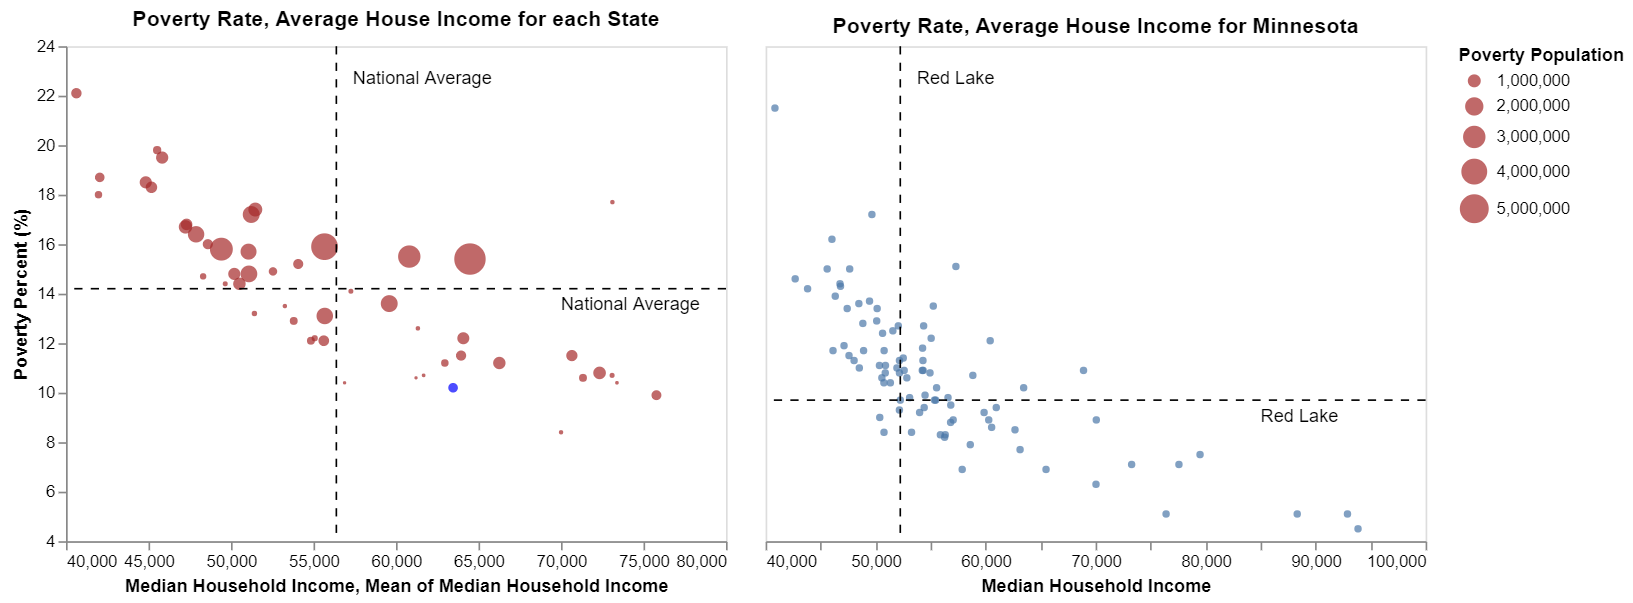 Poverty Rate, Average House Income for each State
24
22
20
18
16
14
12
10
8
6
4
Poverty Percent (%)
National Average
National Average
40,000 45,000 50,000 55,000 60,000 65,000 70,000 75,000 80,000
Median Household Income, Mean of Median Household Income
Poverty Rate, Average House Income for Minnesota
Red Lake
Red Lake
40,000 50,000 60,000 70,000 80,000 90,000 100,000
Median Household Income
Poverty Population
1,000,000
2,000,000
3,000,000
4,000,000
5,000,000